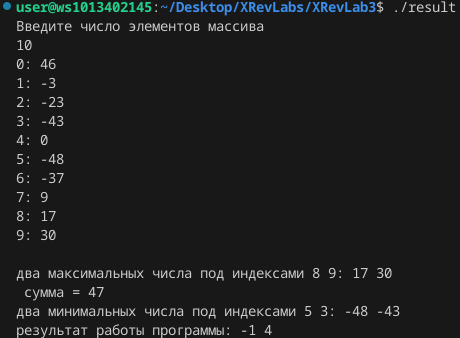 user@ws1013402145:~/Desktop/XRevLabs/XRevLab3$ ./result
Введите число элементов массива
10
0: 46
1: -3
2: -23
3: -43
4: 0
5: -48
6: -37
7: 9
8: 17
9: 30
два максимальных числа под индексами 8 9: 17 30
сумма = 47
два минимальных числа под индексами 5 3: -48 -43
результат работы программы: -1 4